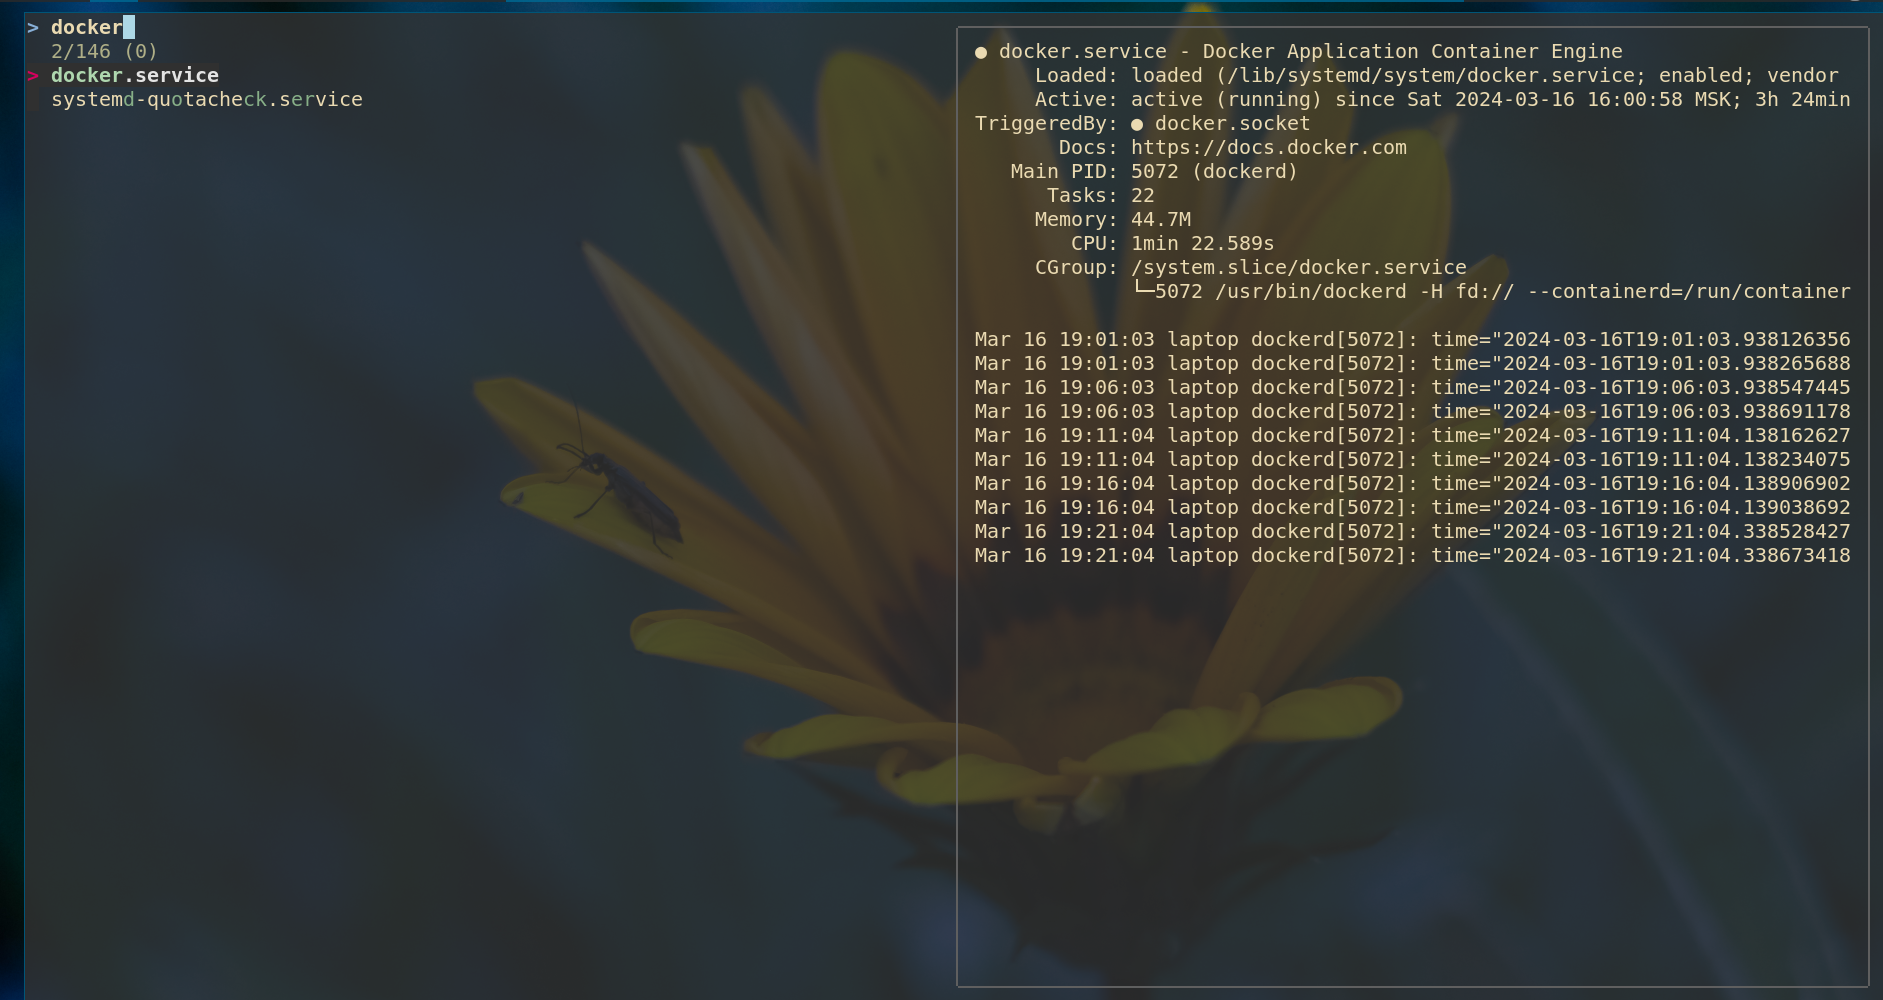 > docker
2/146 (0)
> docker.service
systemd-quotacheck.service
● docker.service - Docker Application Container Engine
Loaded: loaded (/lib/systemd/system/docker.service; enabled; vendor
Active: active (running) since Sat 2024-03-16 16:00:58 MSK; 3h 24min
TriggeredBy: ● docker.socket
Docs: https://docs.docker.com
Main PID: 5072 (dockerd)
Tasks: 22
Memory: 44.7M
CPU: 1min 22.589s
CGroup: /system.slice/docker.service
└─5072 /usr/bin/dockerd -H fd:// --containerd=/run/container
Mar 16 19:01:03 laptop dockerd[5072]: time="2024-03-16T19:01:03.938126356
Mar 16 19:01:03 laptop dockerd[5072]: time="2024-03-16T19:01:03.938265688
Mar 16 19:06:03 laptop dockerd[5072]: time="2024-03-16T19:06:03.938547445
Mar 16 19:06:03 laptop dockerd[5072]: time="2024-03-16T19:06:03.938691178
Mar 16 19:11:04 laptop dockerd[5072]: time="2024-03-16T19:11:04.138162627
Mar 16 19:11:04 laptop dockerd[5072]: time="2024-03-16T19:11:04.138234075
Mar 16 19:16:04 laptop dockerd[5072]: time="2024-03-16T19:16:04.138906902
Mar 16 19:16:04 laptop dockerd[5072]: time="2024-03-16T19:16:04.139038692
Mar 16 19:21:04 laptop dockerd[5072]: time="2024-03-16T19:21:04.338528427
Mar 16 19:21:04 laptop dockerd[5072]: time="2024-03-16T19:21:04.338673418